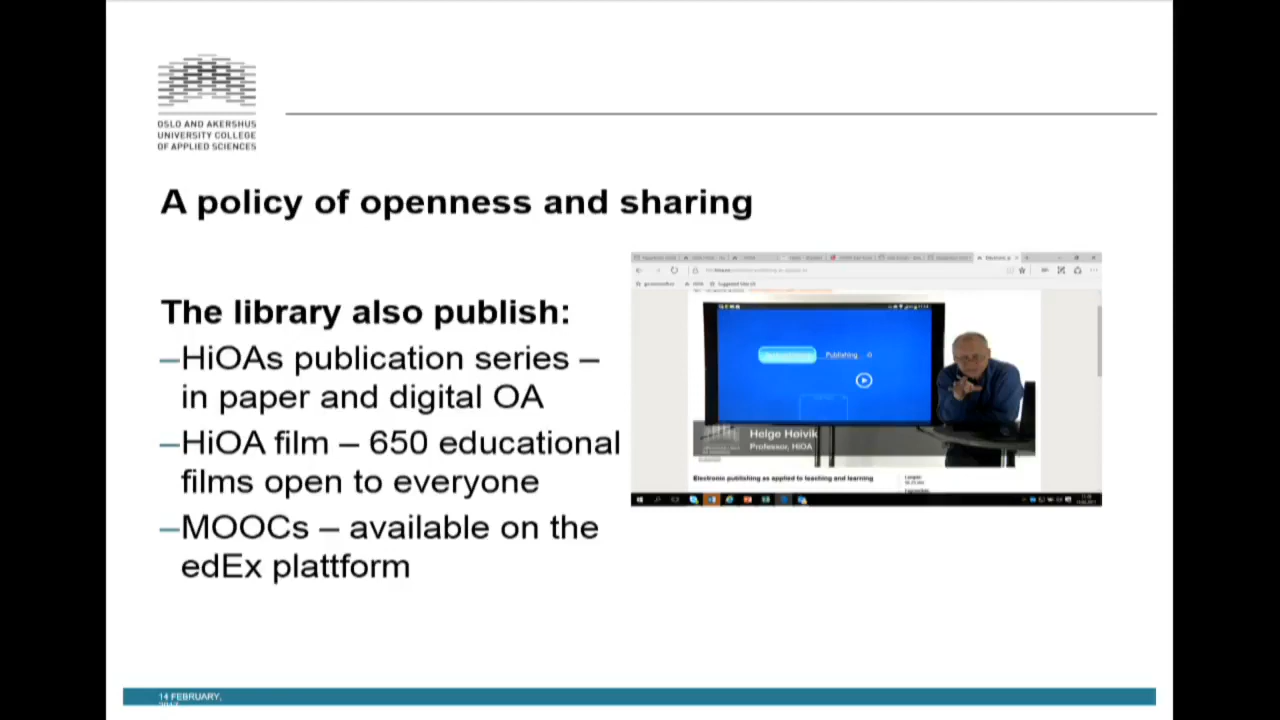 OSLO AND AKERSHUS
UNIVERSITY COLLEGE
OF APPLIED SCIENCES
A policy of openness and sharing
The library also publish:
–HiOAs publication series –
in paper and digital OA
–HiOA film – 650 educational
films open to everyone
–MOOCs – available on the
edEx plattform
Publishing
Helge Høivik
Professor, HiOA
Electronic publishing as applied to teaching and learning
14 FEBRUARY,